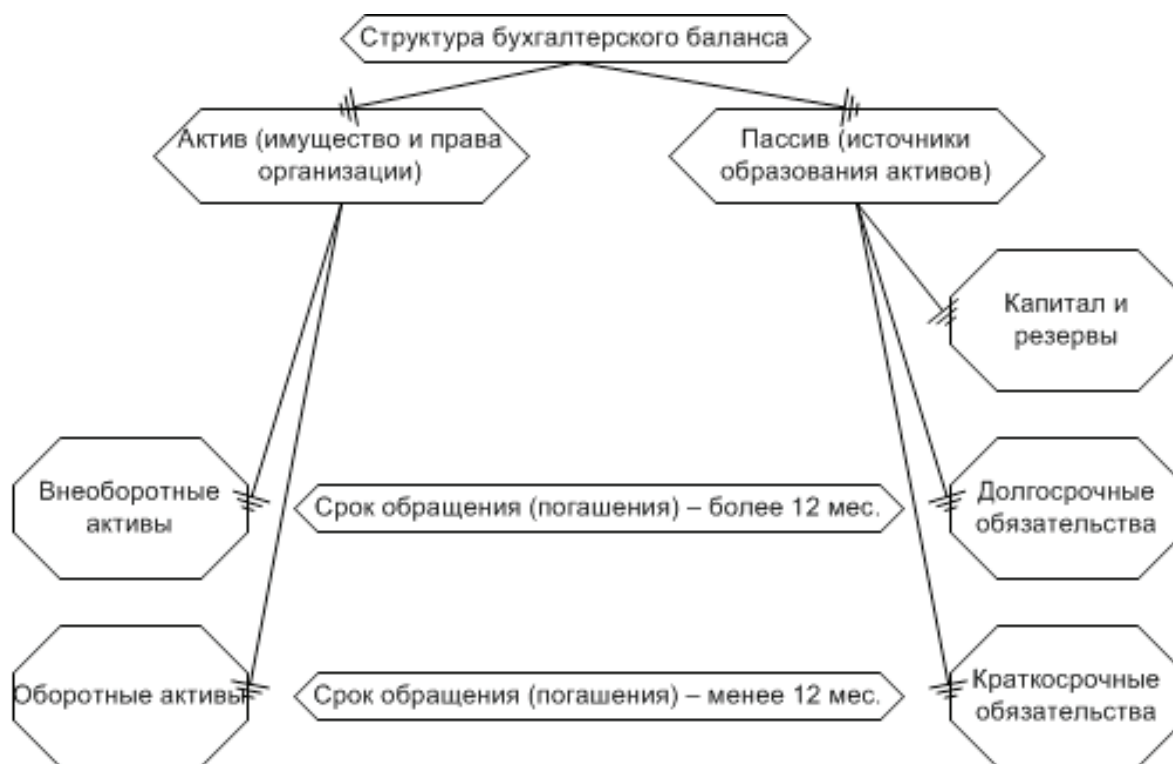 Структура бухгалтерского баланса
Актив (имущество и права
организации)
Пассив (источники
образования активов)
Капитал и
резервы
Внеоборотные
активы
Срок обращения (погашения) – более 12 мес.
Долгосрочные
обязательства
Оборотные активы
Срок обращения (погашения) – менее 12 мес.
Краткосрочные
обязательства